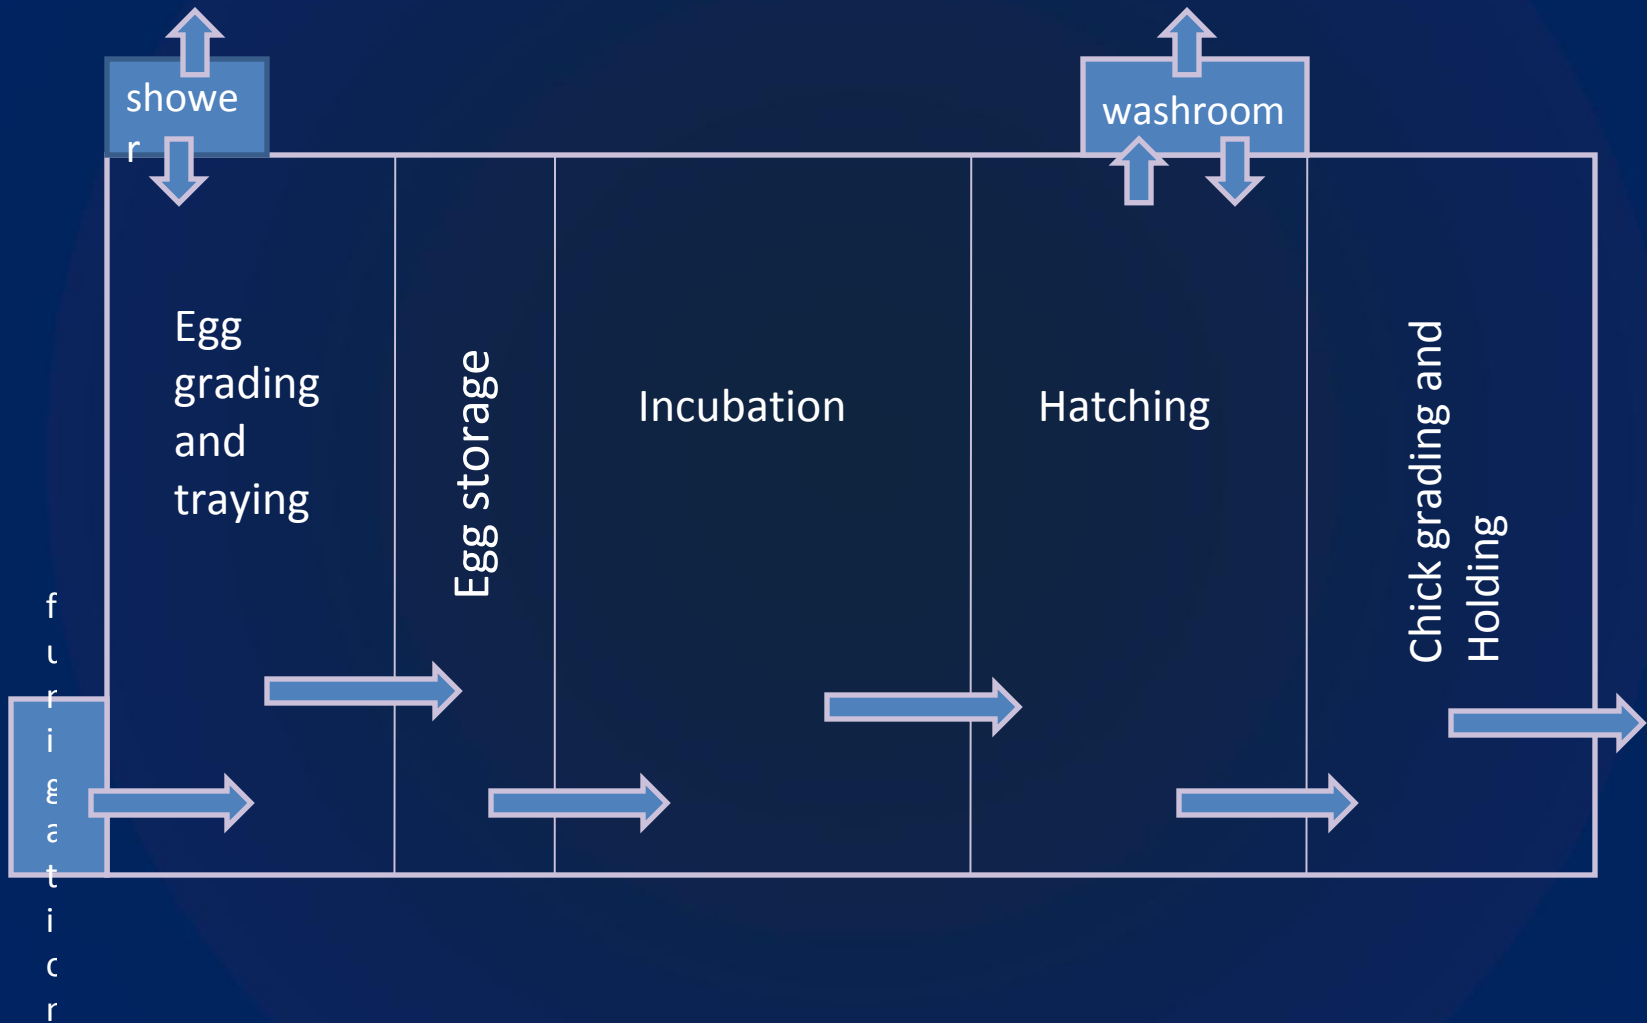 showe
r
washroom
Egg
grading
and
traying
Egg storage
Incubation
Hatching
Chick grading and
Holding
f
u
m
i
g
a
t
i
o
n